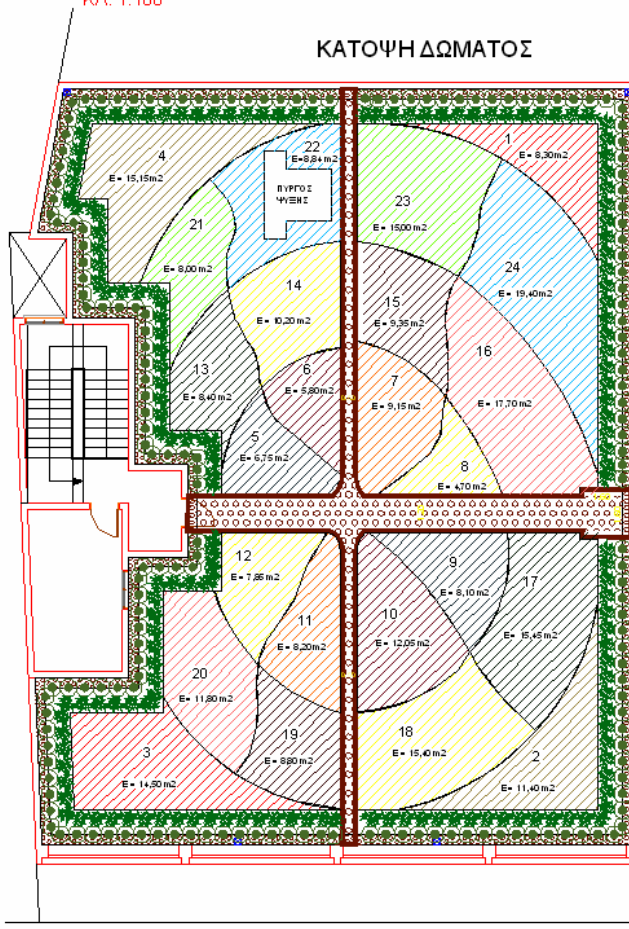 ΚΛ. 1:100
ΚΑΤΟΨΗ ΔΩΜΑΤΟΣ
1
E = 8,30m2
4
E = 15,15m2
22
E=8,84m2
ΠΥΡΓΟΣ
ΨΥΞΗΣ
23
E = 15,00m2
21
E = 8,00m2
24
E = 19,40m2
14
E = 10,20m2
15
E = 9,35m2
16
E = 17,70m2
13
E = 8,40m2
6
E = 5,80m2
7
E = 9,15m2
5
E = 6,75m2
8
E = 4,70m2
12
E = 7,85m2
9
E = 8,10m2
17
E = 15,45m2
11
E = 8,20m2
10
E = 12,05m2
20
E = 11,80m2
19
E = 8,80m2
18
E = 15,40m2
3
E = 14,50m2
2
E = 11,40m2